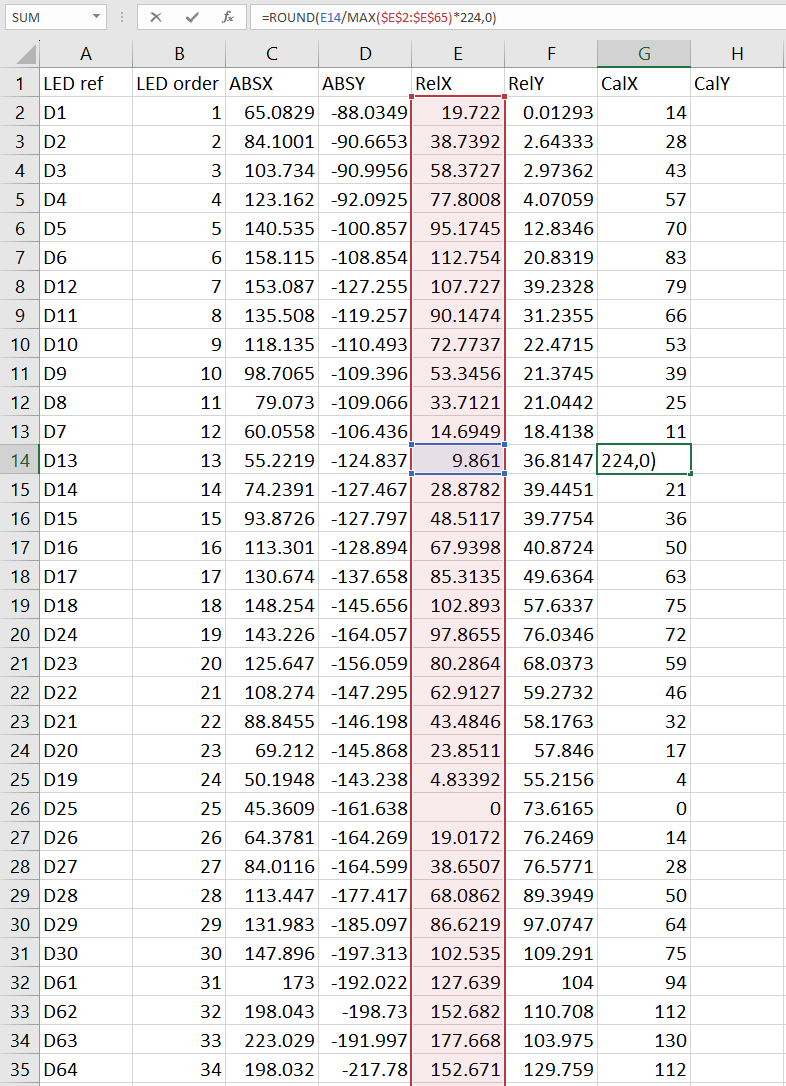 SUM fx =ROUND(E14/MAX($E$2:$E$65)*224,0)
A B C D E F G H
1 LED ref LED order ABSX ABSY RelX RelY CalX CalY
2 D1 1 65.0829 -88.0349 19.722 0.01293 14
3 D2 2 84.1001 -90.6653 38.7392 2.64333 28
4 D3 3 103.734 -90.9956 58.3727 2.97362 43
5 D4 4 123.162 -92.0925 77.8008 4.07059 57
6 D5 5 140.535 -100.857 95.1745 12.8346 70
7 D6 6 158.115 -108.854 112.754 20.8319 83
8 D12 7 153.087 -127.255 107.727 39.2328 79
9 D11 8 135.508 -119.257 90.1474 31.2355 66
10 D10 9 118.135 -110.493 72.7737 22.4715 53
11 D9 10 98.7065 -109.396 53.3456 21.3745 39
12 D8 11 79.073 -109.066 33.7121 21.0442 25
13 D7 12 60.0558 -106.436 14.6949 18.4138 11
14 D13 13 55.2219 -124.837 9.861 36.8147 224,0)
15 D14 14 74.2391 -127.467 28.8782 39.4451 21
16 D15 15 93.8726 -127.797 48.5117 39.7754 36
17 D16 16 113.301 -128.894 67.9398 40.8724 50
18 D17 17 130.674 -137.658 85.3135 49.6364 63
19 D18 18 148.254 -145.656 102.893 57.6337 75
20 D24 19 143.226 -164.057 97.8655 76.0346 72
21 D23 20 125.647 -156.059 80.2864 68.0373 59
22 D22 21 108.274 -147.295 62.9127 59.2732 46
23 D21 22 88.8455 -146.198 43.4846 58.1763 32
24 D20 23 69.212 -145.868 23.8511 57.846 17
25 D19 24 50.1948 -143.238 4.83392 55.2156 4
26 D25 25 45.3609 -161.638 0 73.6165 0
27 D26 26 64.3781 -164.269 19.0172 76.2469 14
28 D27 27 84.0116 -164.599 38.6507 76.5771 28
29 D28 28 113.447 -177.417 68.0862 89.3949 50
30 D29 29 131.983 -185.097 86.6219 97.0747 64
31 D30 30 147.896 -197.313 102.535 109.291 75
32 D61 31 173 -192.022 127.639 104 94
33 D62 32 198.043 -198.73 152.682 110.708 112
34 D63 33 223.029 -191.997 177.668 103.975 130
35 D64 34 198.032 -217.78 152.671 129.759 112